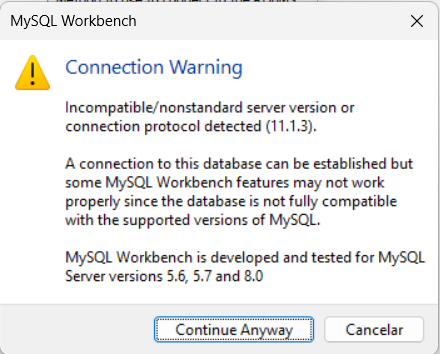 MySQL Workbench
Connection Warning
Incompatible/nonstandard server version or
connection protocol detected (11.1.3).
A connection to this database can be established but
some MySQL Workbench features may not work
properly since the database is not fully compatible
with the supported versions of MySQL.
MySQL Workbench is developed and tested for MySQL
Server versions 5.6, 5.7 and 8.0
Continue Anyway
Cancelar